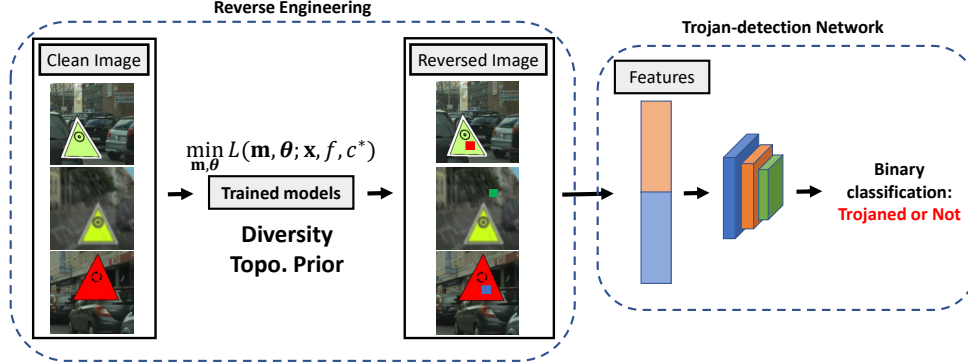 Reverse Engineering
Trojan-detection Network
Clean Image
Reversed Image
Features
min L(𝐦, 𝜽; 𝐱, f, c*)
𝐦,𝜽
Trained models
Diversity
Topo. Prior
Binary
classification:
Trojaned or Not